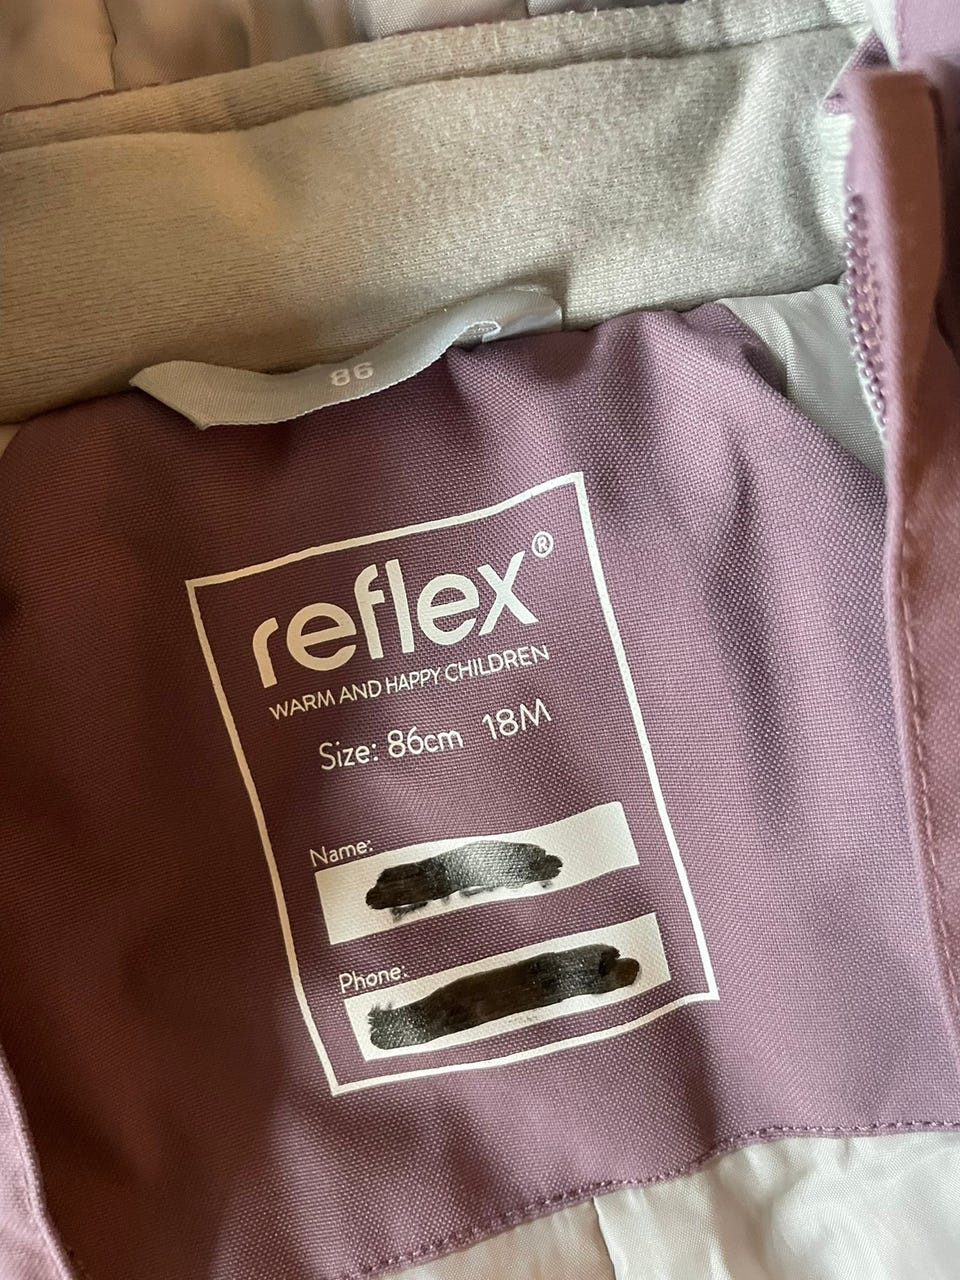 86
reflex®
WARM AND HAPPY CHILDREN
Size: 86cm 18M
Name:
Phone: